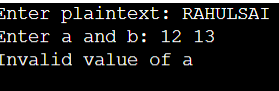 Enter plaintext: RAHULSAI
Enter a and b: 12 13
Invalid value of a